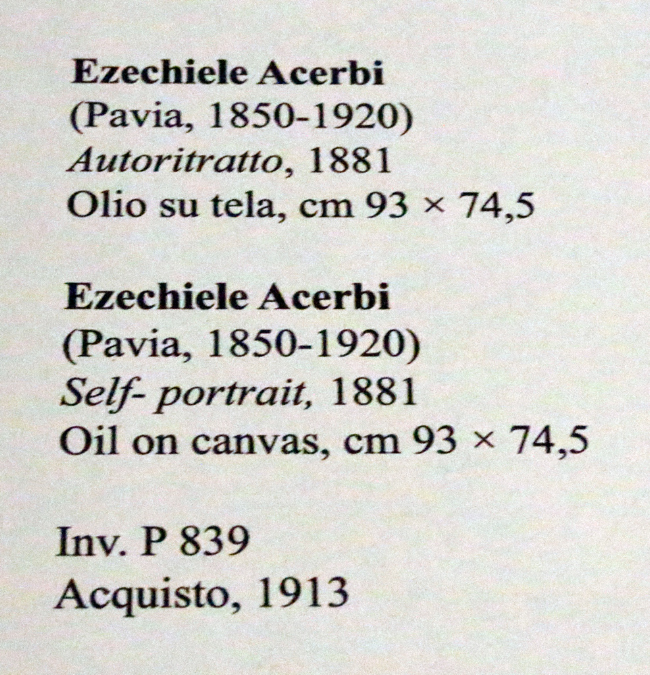 Ezechiele Acerbi
(Pavia, 1850-1920)
Autoritratto, 1881
Olio su tela, cm 93 × 74,5
Ezechiele Acerbi
(Pavia, 1850-1920)
Self- portrait, 1881
Oil on canvas, cm 93 × 74,5
Inv. P 839
Acquisto, 1913